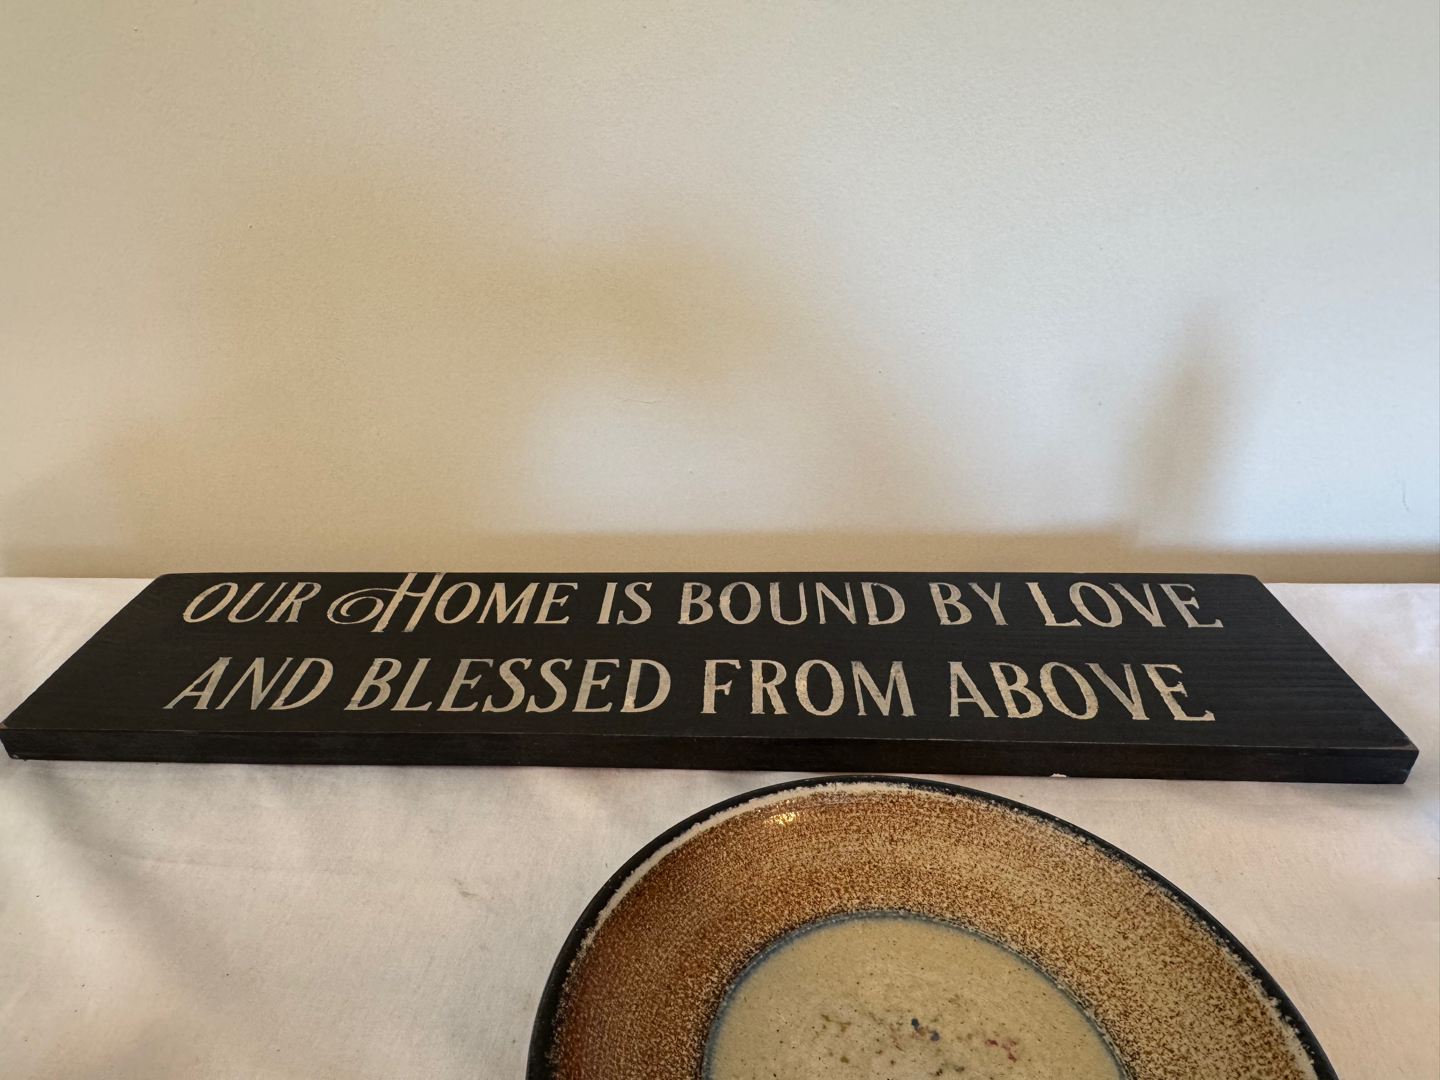 OUR HOME IS BOUND BY LOVE
AND BLESSED FROM ABOVE